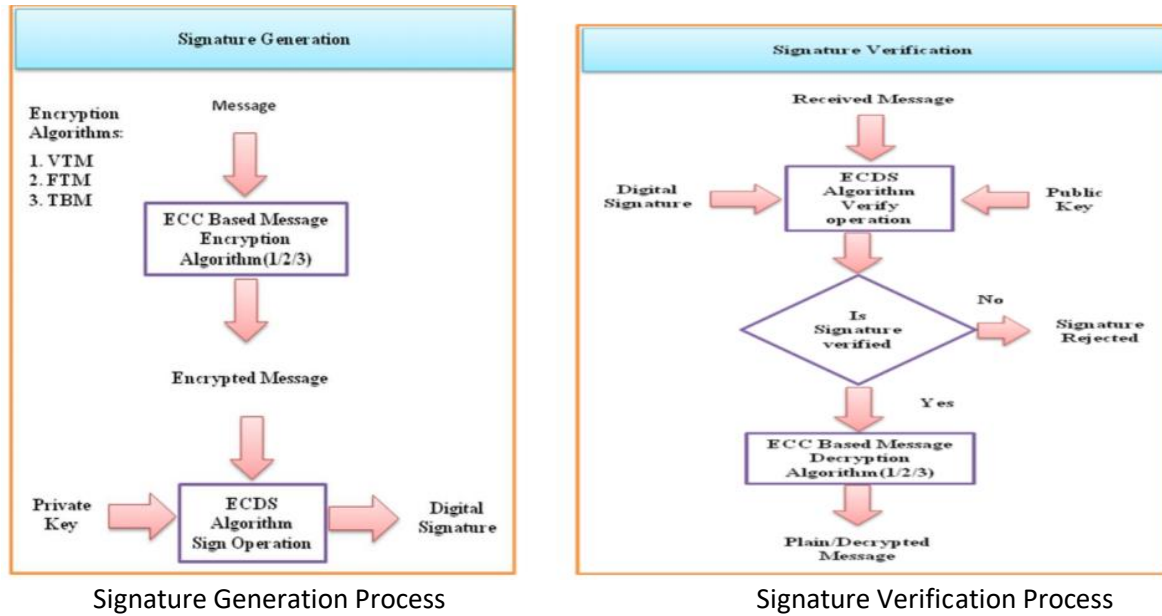 Signature Generation
Message
Encryption
Algorithms:
1. VTM
2. FTM
3. TBM
ECC Based Message
Encryption
Algorithm(1/2/3)
Encrypted Message
Private
Key
ECDS
Algorithm
Sign Operation
Digital
Signature
Signature Generation Process
Signature Verification
Received Message
Digital
Signature
ECDS
Algorithm
Verify
operation
Public
Key
Is
Signature
verified
No
Signature
Rejected
Yes
ECC Based Message
Decryption
Algorithm(1/2/3)
Plain/Decrypted
Message
Signature Verification Process